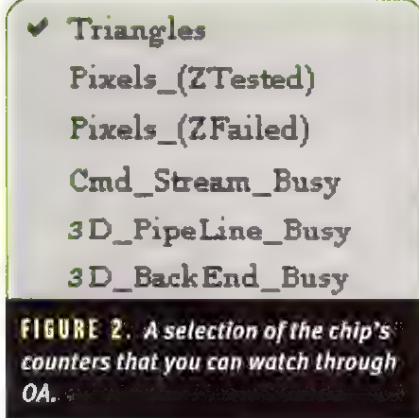 ✔ Triangles
Pixels_(ZTested)
Pixels_(ZFailed)
Cmd_Stream_Busy
3D_PipeLine_Busy
3D_BackEnd_Busy
FIGURE 2. A selection of the chip's
counters that you can watch through
OA.